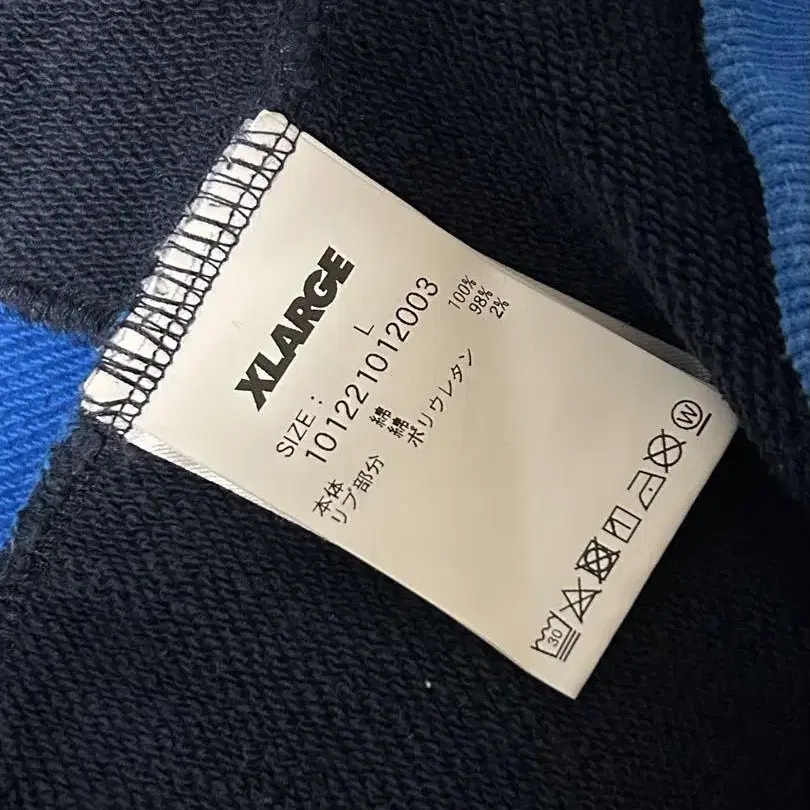 XLARGE
SIZE : L
101221012003
本体 綿 100%
リブ部分 綿 98%
ポリウレタン 2%
30
W